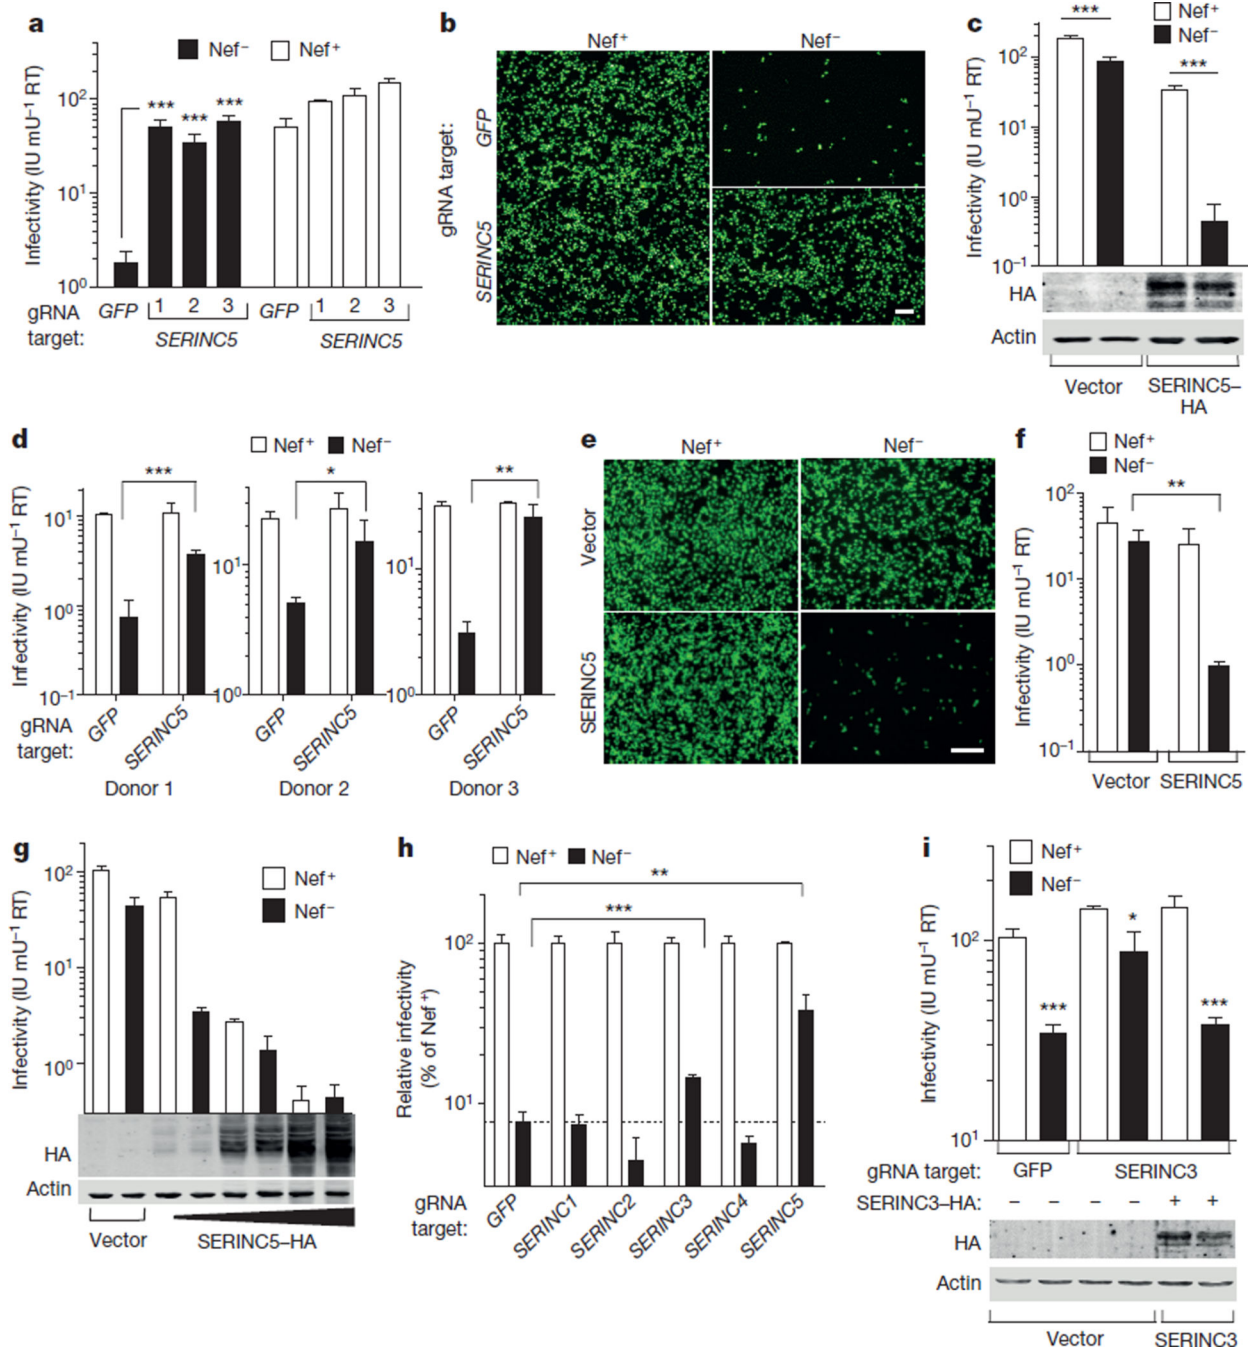 a
Nef⁻ Nef⁺
Infectivity (IU mU⁻¹ RT)
10²
10¹
10⁰
*** *** ***
gRNA target:
GFP 1 2 3 GFP 1 2 3
SERINC5 SERINC5
b
Nef⁺ Nef⁻
gRNA target:
GFP
SERINC5
c
Nef⁺
Nef⁻
*** ***
Infectivity (IU mU⁻¹ RT)
10²
10¹
10⁰
10⁻¹
HA
Actin
Vector SERINC5–
HA
d
Nef⁺ Nef⁻
*** * **
Infectivity (IU mU⁻¹ RT)
10¹
10⁰
10⁻¹
10¹
10⁰
10¹
10⁰
gRNA
target:
GFP SERINC5 GFP SERINC5 GFP SERINC5
Donor 1 Donor 2 Donor 3
e
Nef⁺ Nef⁻
Vector
SERINC5
f
Nef⁺
Nef⁻
**
Infectivity (IU mU⁻¹ RT)
10²
10¹
10⁰
10⁻¹
Vector SERINC5
g
Nef⁺
Nef⁻
Infectivity (IU mU⁻¹ RT)
10²
10¹
10⁰
HA
Actin
Vector SERINC5–HA
h
Nef⁺ Nef⁻
**
***
Relative infectivity
(% of Nef⁺)
10²
10¹
gRNA
target:
GFP SERINC1 SERINC2 SERINC3 SERINC4 SERINC5
i
Nef⁺
Nef⁻
*** * ***
Infectivity (IU mU⁻¹ RT)
10²
10¹
gRNA target: GFP SERINC3
SERINC3–HA: – – – – + +
HA
Actin
Vector SERINC3